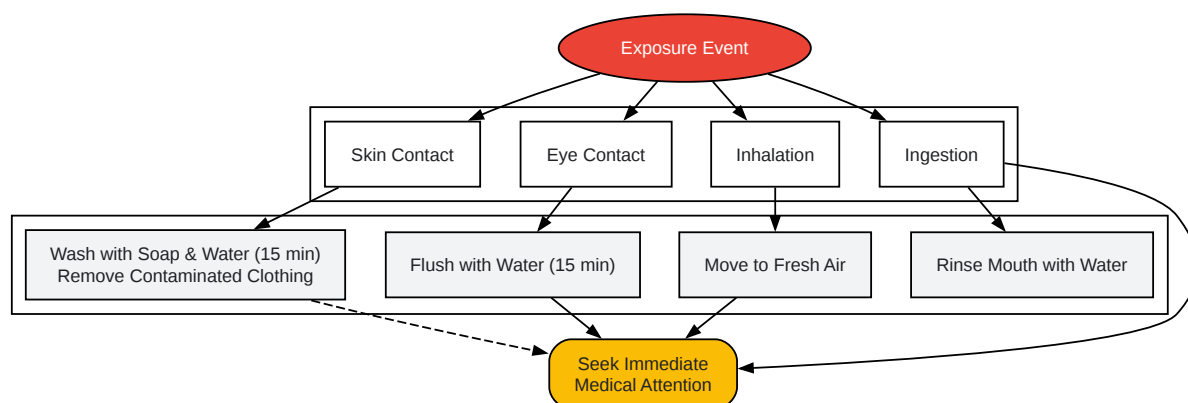 Exposure Event
Skin Contact
Eye Contact
Inhalation
Ingestion
Wash with Soap & Water (15 min)
Remove Contaminated Clothing
Flush with Water (15 min)
Move to Fresh Air
Rinse Mouth with Water
Seek Immediate
Medical Attention